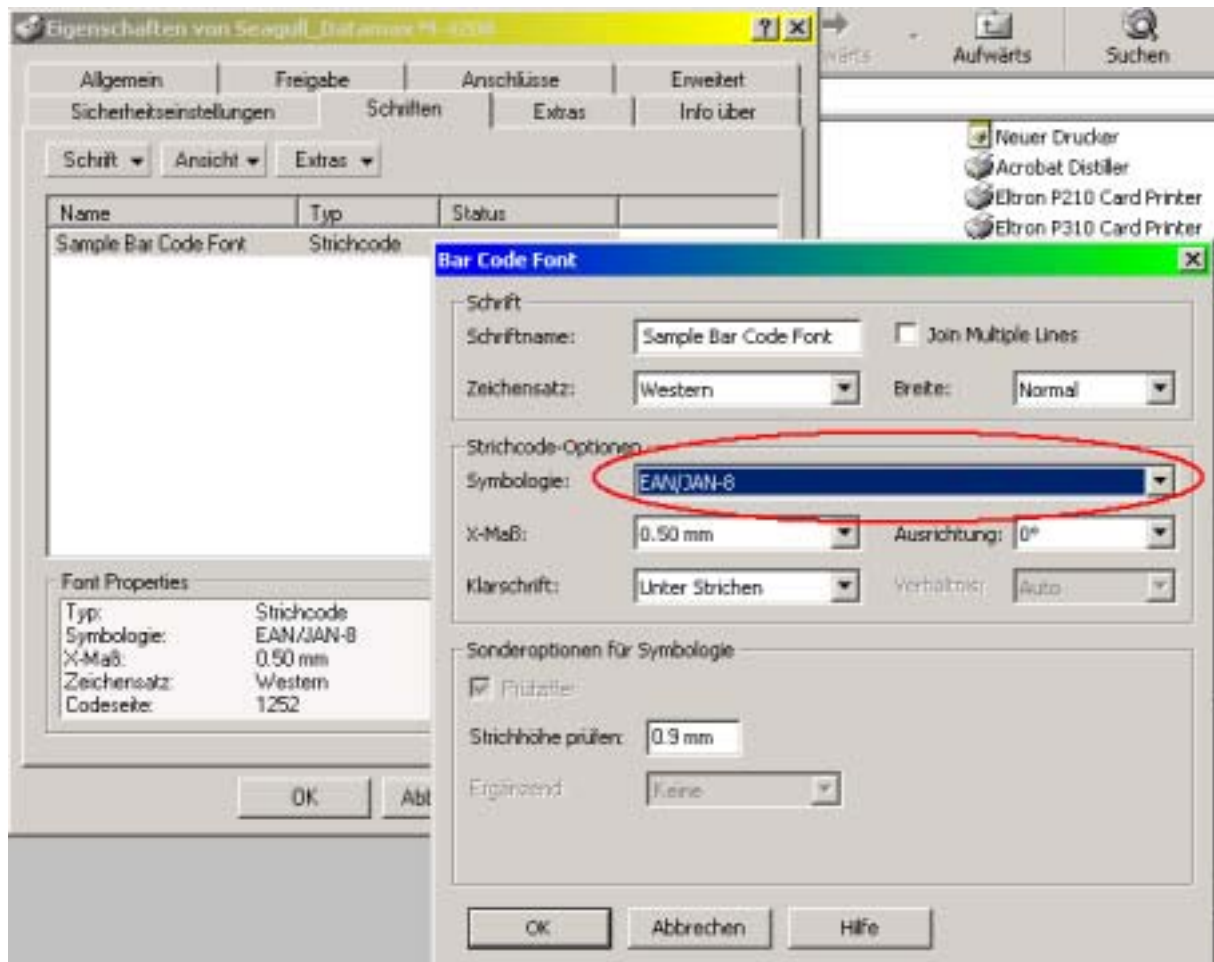 Eigenschaften von Seagull_Datamax
Aufwärts Suchen
Allgemein Freigabe Anschlüsse Erweitert
Sicherheitseinstellungen Schriften Extras Info über
Schrift Ansicht Extras
Name Typ Status
Sample Bar Code Font Strichcode
Neuer Drucker
Acrobat Distiller
Eltron P210 Card Printer
Eltron P310 Card Printer
Bar Code Font
Schrift
Schriftname: Sample Bar Code Font Join Multiple Lines
Zeichensatz: Western Breite: Normal
Strichcode-Optionen
Symbologie: EAN/JAN-8
X-Maß: 0.50 mm Ausrichtung: 0°
Klarschrift: Unter Strichen Verhältnis: Auto
Sonderoptionen für Symbologie
Prüfziffer
Strichhöhe prüfen: 0.9 mm
Ergänzend Keine
OK Abbrechen Hilfe
Font Properties
Typ: Strichcode
Symbologie: EAN/JAN-8
X-Maß: 0.50 mm
Zeichensatz: Western
Codeseite: 1252
OK Abb